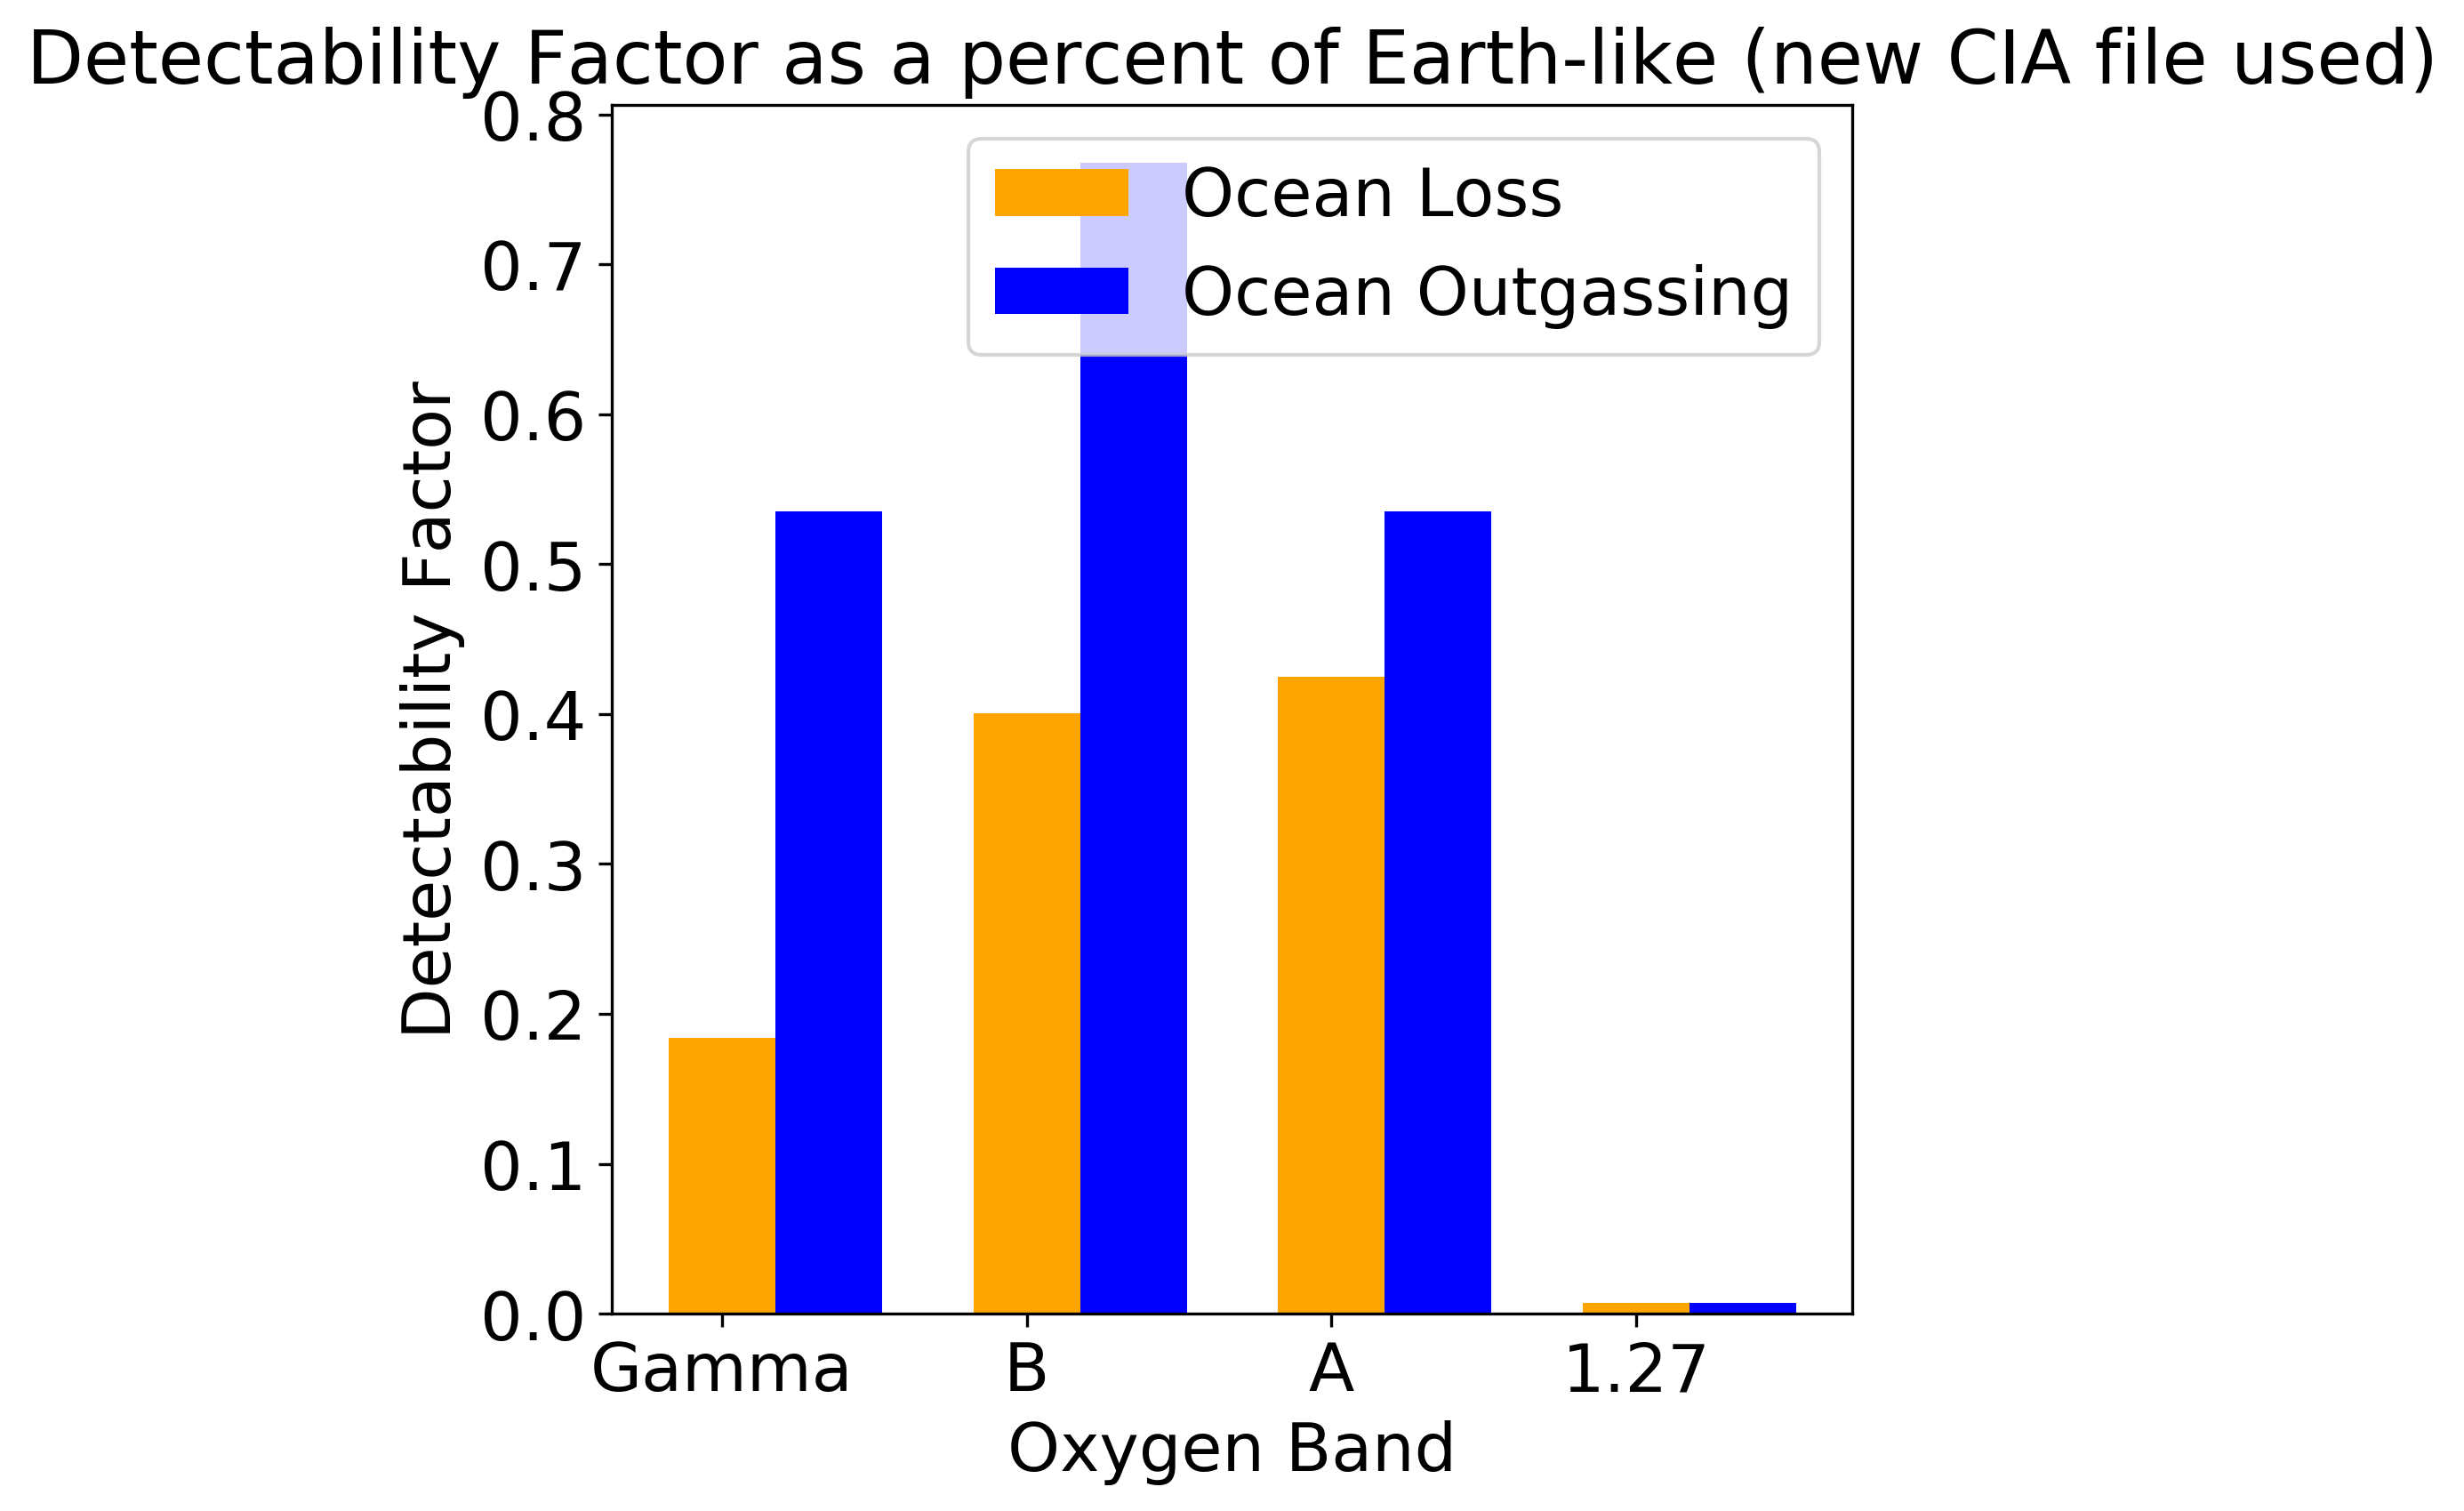 Detectability Factor as a percent of Earth-like (new CIA file used)
Ocean Loss
Ocean Outgassing
Detectability Factor
0.8
0.7
0.6
0.5
0.4
0.3
0.2
0.1
0.0
Gamma
B
A
1.27
Oxygen Band